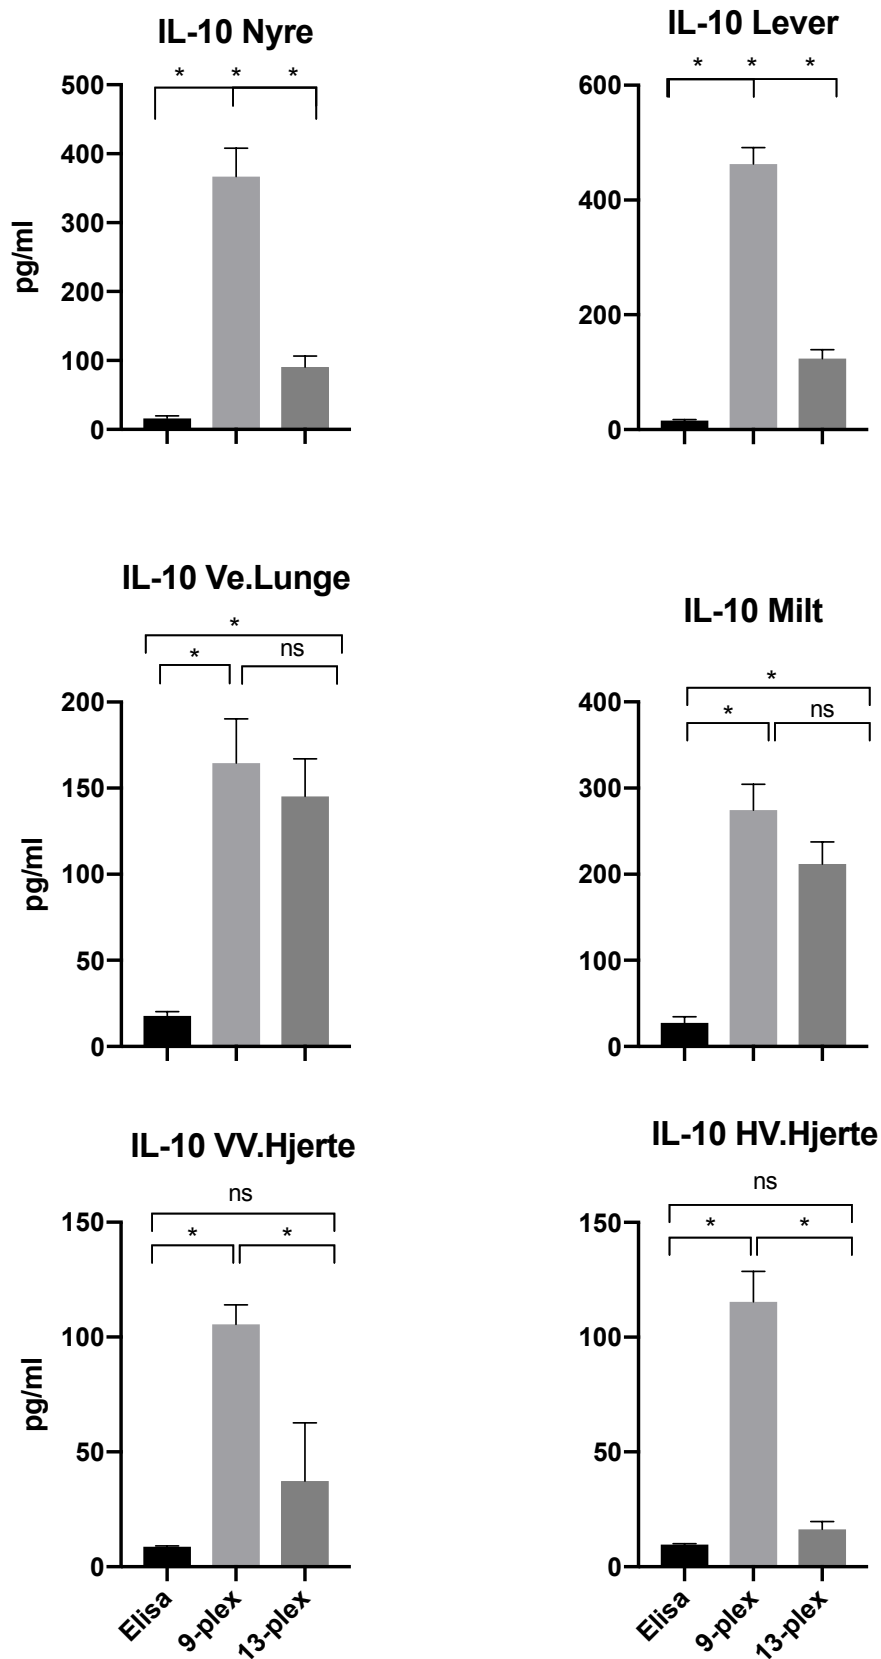 IL-10 Nyre
* * *
500
400
300
200
100
0
pg/ml
IL-10 Lever
* * *
600
400
200
0
IL-10 Ve.Lunge
*
* ns
200
150
100
50
0
pg/ml
IL-10 Milt
*
* ns
400
300
200
100
0
IL-10 VV.Hjerte
ns
* *
150
100
50
0
pg/ml
Elisa
9-plex
13-plex
IL-10 HV.Hjerte
ns
* *
150
100
50
0
Elisa
9-plex
13-plex